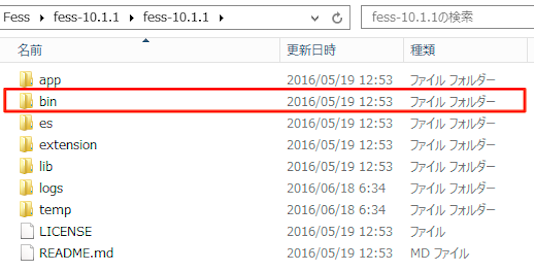 Fess ▸ fess-10.1.1 ▸ fess-10.1.1 ▸ fess-10.1.1の検索
名前 更新日時 種類
app 2016/05/19 12:53 ファイル フォルダー
bin 2016/05/19 12:53 ファイル フォルダー
es 2016/05/19 12:53 ファイル フォルダー
extension 2016/05/19 12:53 ファイル フォルダー
lib 2016/05/19 12:53 ファイル フォルダー
logs 2016/06/18 6:34 ファイル フォルダー
temp 2016/06/18 6:34 ファイル フォルダー
LICENSE 2016/05/19 12:53 ファイル
README.md 2016/05/19 12:53 MD ファイル